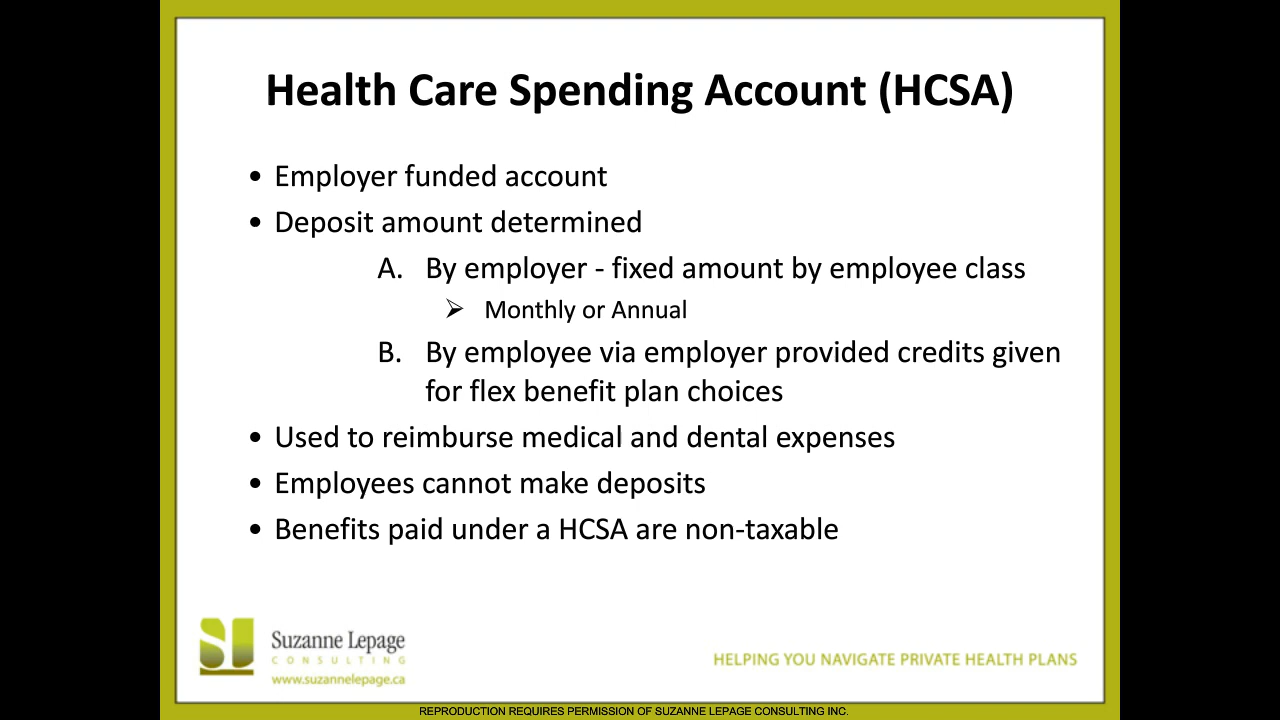 Health Care Spending Account (HCSA)
• Employer funded account
• Deposit amount determined
A. By employer - fixed amount by employee class
➢ Monthly or Annual
B. By employee via employer provided credits given
for flex benefit plan choices
• Used to reimburse medical and dental expenses
• Employees cannot make deposits
• Benefits paid under a HCSA are non-taxable
SL
Suzanne Lepage
CONSULTING
www.suzannelepage.ca
HELPING YOU NAVIGATE PRIVATE HEALTH PLANS
REPRODUCTION REQUIRES PERMISSION OF SUZANNE LEPAGE CONSULTING INC.